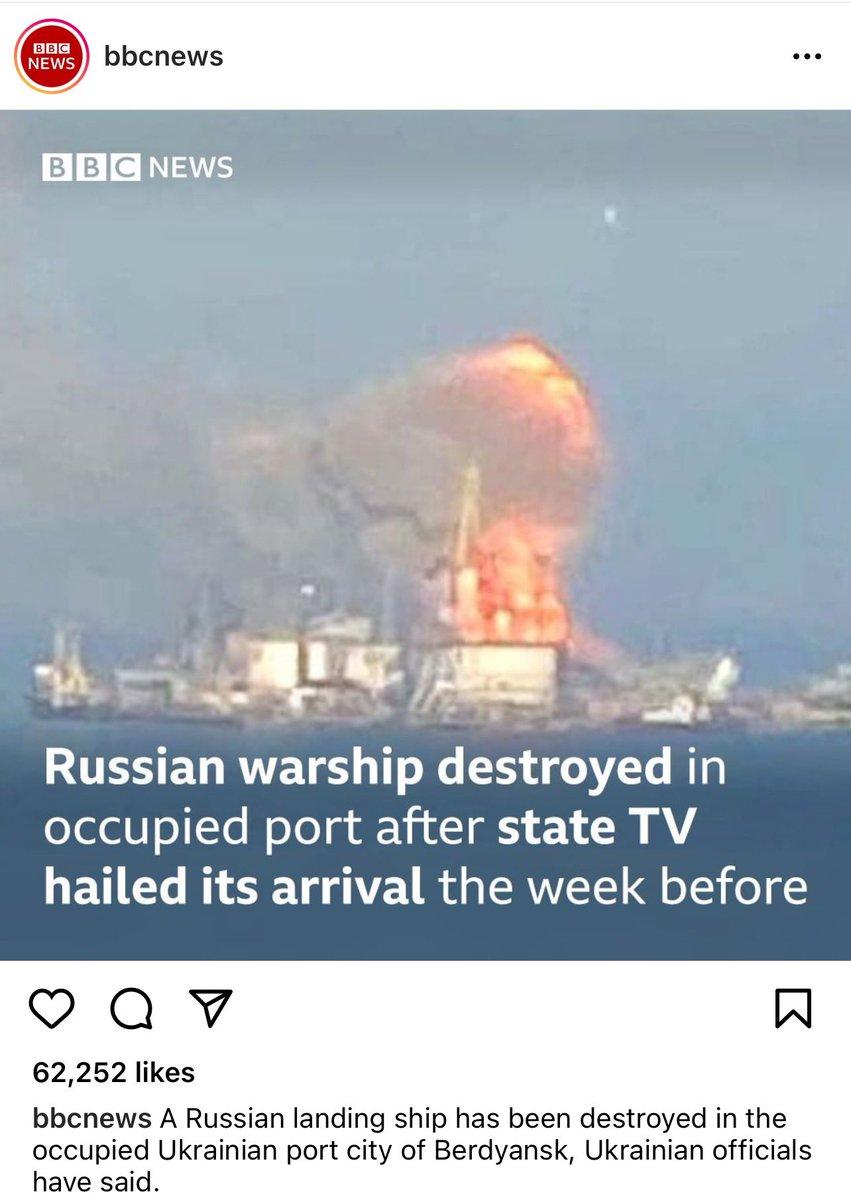 BBC
NEWS
bbcnews
BBC NEWS
Russian warship destroyed in
occupied port after state TV
hailed its arrival the week before
62,252 likes
bbcnews A Russian landing ship has been destroyed in the
occupied Ukrainian port city of Berdyansk, Ukrainian officials
have said.